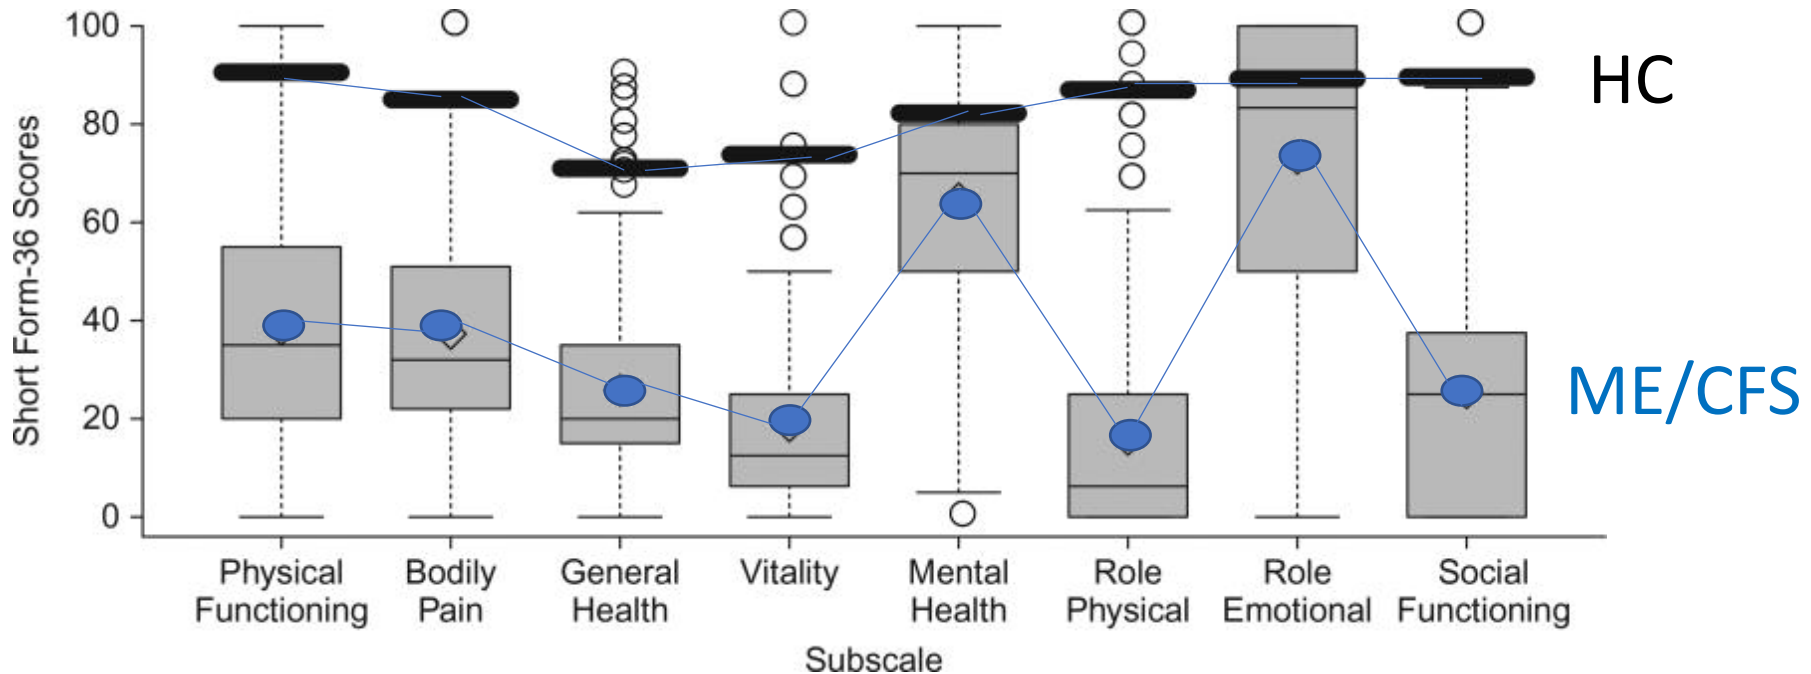 Short Form-36 Scores
100
80
60
40
20
0
HC
ME/CFS
Physical Functioning
Bodily Pain
General Health
Vitality
Mental Health
Role Physical
Role Emotional
Social Functioning
Subscale